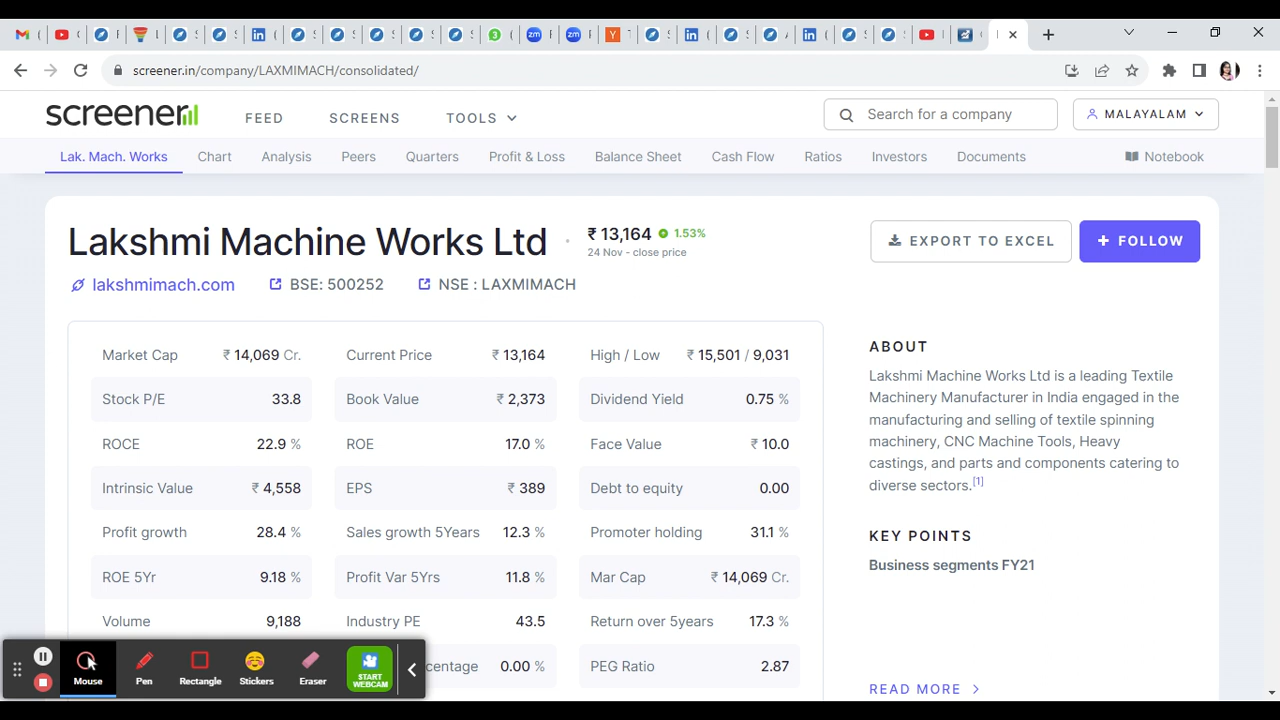 screener.in/company/LAXMIMACH/consolidated/
screener
FEED SCREENS TOOLS
Search for a company
MALAYALAM
Lak. Mach. Works Chart Analysis Peers Quarters Profit & Loss Balance Sheet Cash Flow Ratios Investors Documents Notebook
Lakshmi Machine Works Ltd
₹ 13,164 1.53%
24 Nov - close price
EXPORT TO EXCEL
+ FOLLOW
lakshmimach.com BSE: 500252 NSE : LAXMIMACH
Market Cap ₹ 14,069 Cr. Current Price ₹ 13,164 High / Low ₹ 15,501 / 9,031
Stock P/E 33.8 Book Value ₹ 2,373 Dividend Yield 0.75 %
ROCE 22.9 % ROE 17.0 % Face Value ₹ 10.0
Intrinsic Value ₹ 4,558 EPS ₹ 389 Debt to equity 0.00
Profit growth 28.4 % Sales growth 5Years 12.3 % Promoter holding 31.1 %
ROE 5Yr 9.18 % Profit Var 5Yrs 11.8 % Mar Cap ₹ 14,069 Cr.
Volume 9,188 Industry PE 43.5 Return over 5years 17.3 %
centage 0.00 % PEG Ratio 2.87
ABOUT
Lakshmi Machine Works Ltd is a leading Textile
Machinery Manufacturer in India engaged in the
manufacturing and selling of textile spinning
machinery, CNC Machine Tools, Heavy
castings, and parts and components catering to
diverse sectors.[1]
KEY POINTS
Business segments FY21
READ MORE
Mouse Pen Rectangle Stickers Eraser
START
WEBCAM